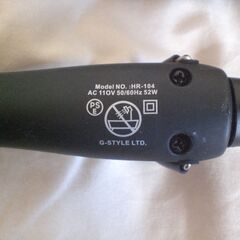 Model NO. :HR-104
AC 110V 50/60Hz 52W
PS
E
G-STYLE LTD.